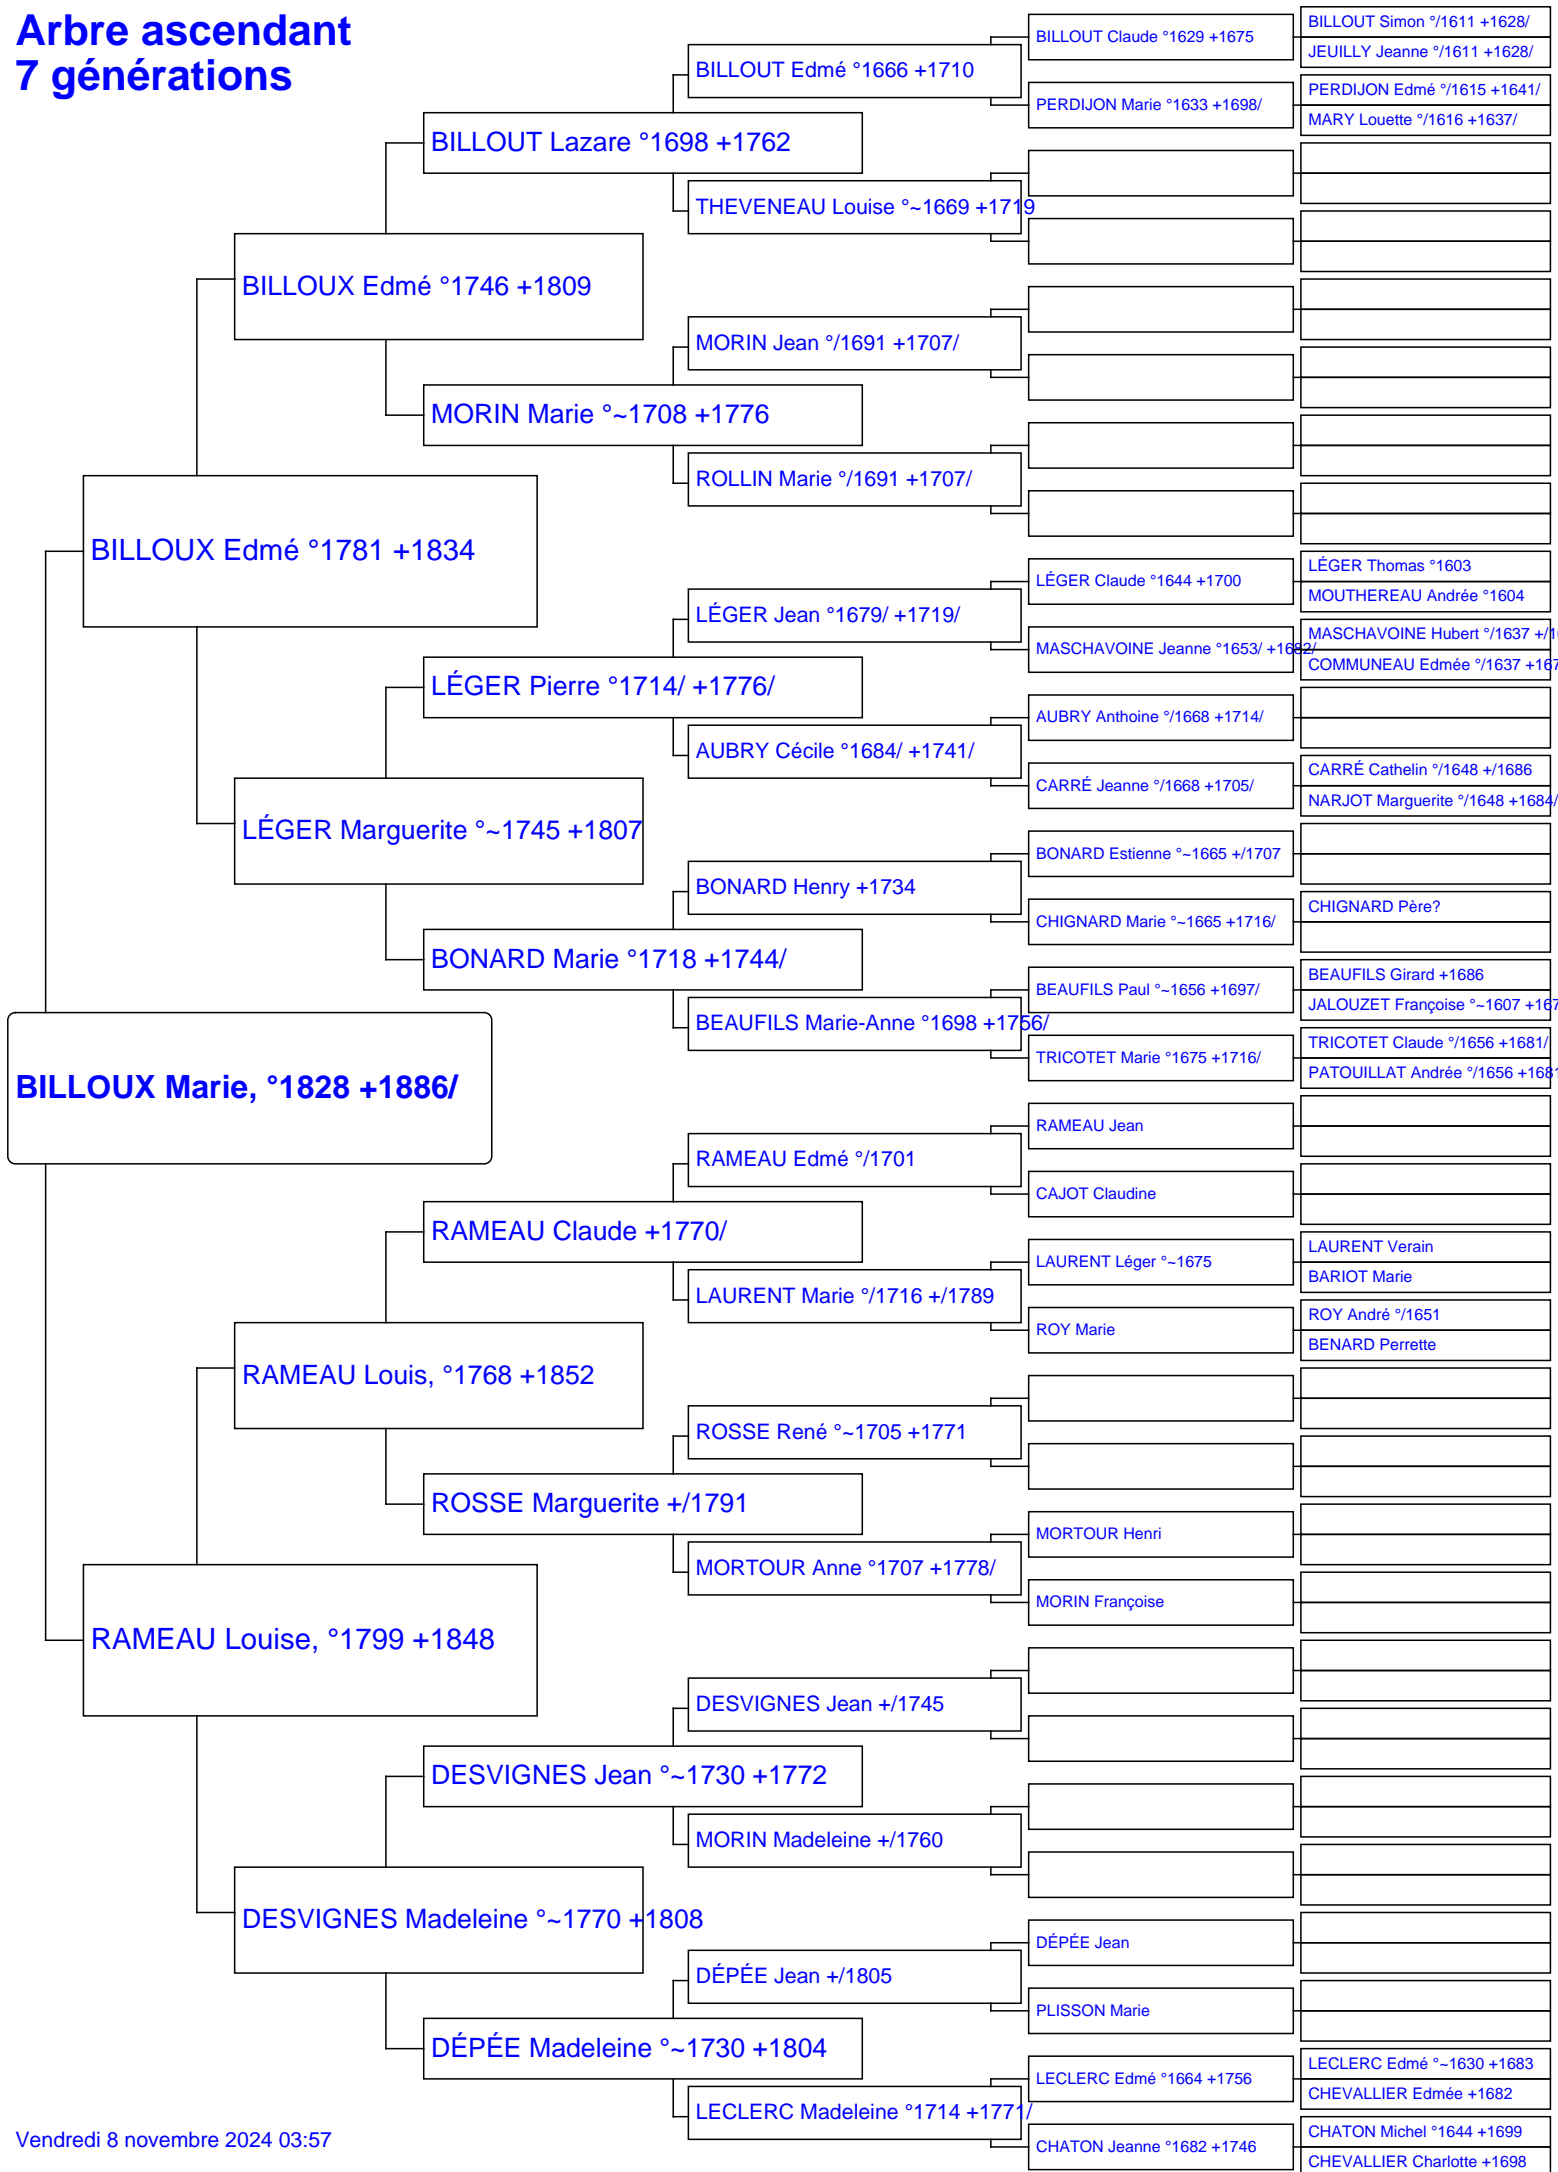 Arbre ascendant
7 générations
BILLOUX Marie, °1828 +1886/
BILLOUX Edmé °1781 +1834
RAMEAU Louise, °1799 +1848
BILLOUX Edmé °1746 +1809
LÉGER Marguerite °~1745 +1807
RAMEAU Louis, °1768 +1852
DESVIGNES Madeleine °~1770 +1808
BILLOUT Lazare °1698 +1762
MORIN Marie °~1708 +1776
LÉGER Pierre °1714/ +1776/
BONARD Marie °1718 +1744/
RAMEAU Claude +1770/
ROSSE Marguerite +/1791
DESVIGNES Jean °~1730 +1772
DÉPÉE Madeleine °~1730 +1804
BILLOUT Edmé °1666 +1710
THEVENEAU Louise °~1669 +1719
MORIN Jean °/1691 +1707/
ROLLIN Marie °/1691 +1707/
LÉGER Jean °1679/ +1719/
AUBRY Cécile °1684/ +1741/
BONARD Henry +1734
BEAUFILS Marie-Anne °1698 +1756/
RAMEAU Edmé °/1701
LAURENT Marie °/1716 +/1789
ROSSE René °~1705 +1771
MORTOUR Anne °1707 +1778/
DESVIGNES Jean +/1745
MORIN Madeleine +/1760
DÉPÉE Jean +/1805
LECLERC Madeleine °1714 +1771/
BILLOUT Claude °1629 +1675
PERDIJON Marie °1633 +1698/
LÉGER Claude °1644 +1700
MASCHAVOINE Jeanne °1653/ +1682/
AUBRY Anthoine °/1668 +1714/
CARRÉ Jeanne °/1668 +1705/
BONARD Estienne °~1665 +/1707
CHIGNARD Marie °~1665 +1716/
BEAUFILS Paul °~1656 +1697/
TRICOTET Marie °1675 +1716/
RAMEAU Jean
CAJOT Claudine
LAURENT Léger °~1675
ROY Marie
MORTOUR Henri
MORIN Françoise
DÉPÉE Jean
PLISSON Marie
LECLERC Edmé °1664 +1756
CHATON Jeanne °1682 +1746
BILLOUT Simon °/1611 +1628/
JEUILLY Jeanne °/1611 +1628/
PERDIJON Edmé °/1615 +1641/
MARY Louette °/1616 +1637/
LÉGER Thomas °1603
MOUTHEREAU Andrée °1604
MASCHAVOINE Hubert °/1637
COMMUNEAU Edmée °/1637
CARRÉ Cathelin °/1648 +/1686
NARJOT Marguerite °/1648 +1684/
CHIGNARD Père?
BEAUFILS Girard +1686
JALOUZET Françoise °~1607
TRICOTET Claude °/1656 +1681/
PATOUILLAT Andrée °/1656 +1681
LAURENT Verain
BARIOT Marie
ROY André °/1651
BENARD Perrette
LECLERC Edmé °~1630 +1683
CHEVALLIER Edmée +1682
CHATON Michel °1644 +1699
CHEVALLIER Charlotte +1698
Vendredi 8 novembre 2024 03:57